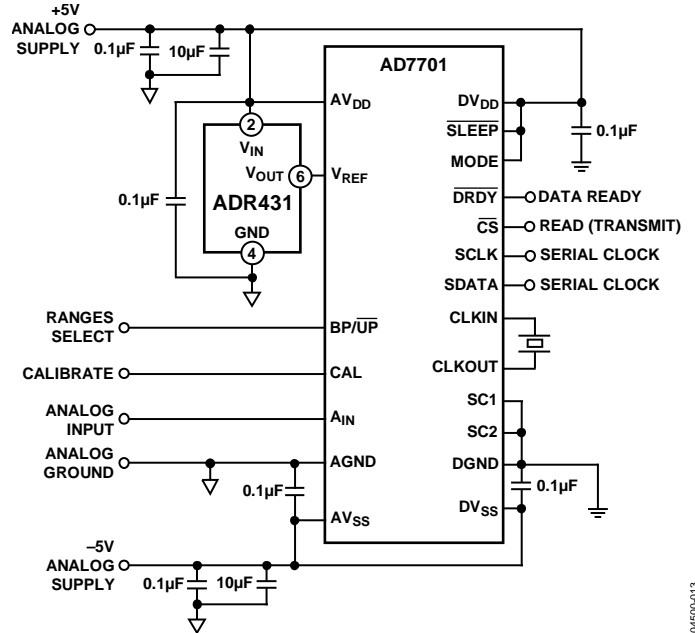 +5V
ANALOG
SUPPLY
0.1µF
10µF
AD7701
AVDD
DVDD
SLEEP
MODE
0.1µF
2
VIN
VOUT
6
VREF
ADR431
0.1µF
GND
4
DRDY
DATA READY
CS
READ (TRANSMIT)
SCLK
SERIAL CLOCK
SDATA
SERIAL CLOCK
RANGES
SELECT
BP/UP
CLKIN
CLKOUT
CALIBRATE
CAL
ANALOG
INPUT
AIN
SC1
SC2
ANALOG
GROUND
AGND
DGND
0.1µF
0.1µF
AVSS
DVSS
–5V
ANALOG
SUPPLY
0.1µF
10µF
04500-013